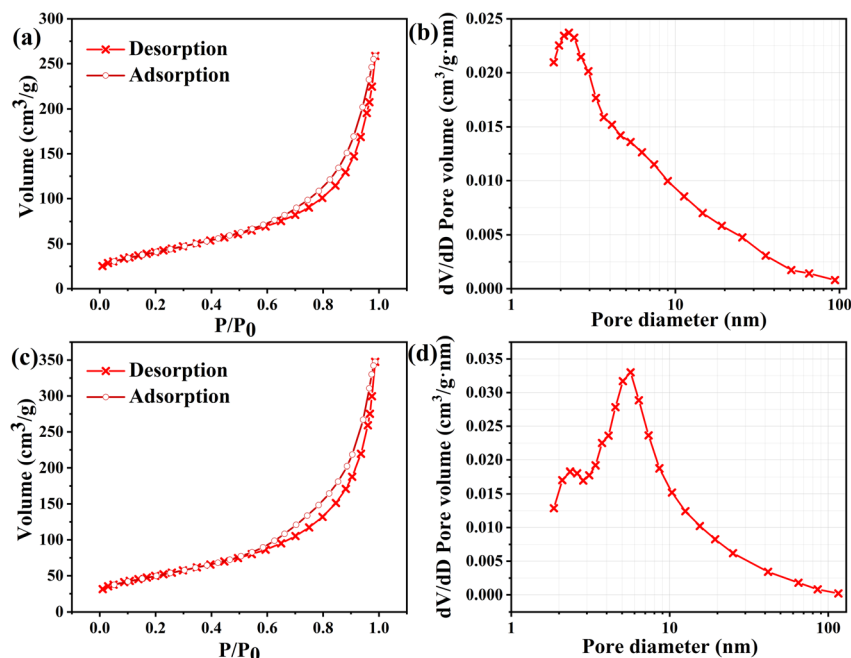 (a)
Desorption
Adsorption
Volume (cm³/g)
300
250
200
150
100
50
0
0.0 0.2 0.4 0.6 0.8 1.0
P/P₀
(b)
dV/dD Pore volume (cm³/g·nm)
0.025
0.020
0.015
0.010
0.005
0.000
1 10 100
Pore diameter (nm)
(c)
Desorption
Adsorption
Volume (cm³/g)
350
300
250
200
150
100
50
0
0.0 0.2 0.4 0.6 0.8 1.0
P/P₀
(d)
dV/dD Pore volume (cm³/g·nm)
0.035
0.030
0.025
0.020
0.015
0.010
0.005
0.000
1 10 100
Pore diameter (nm)